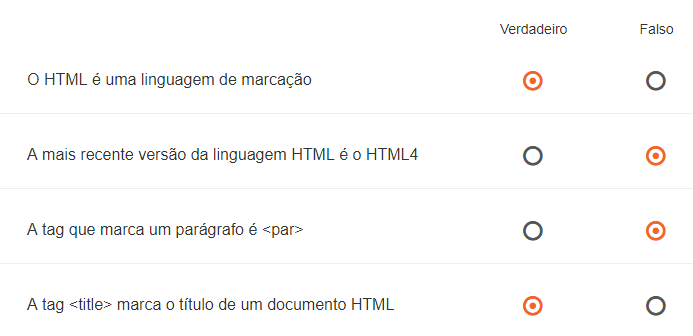 Verdadeiro Falso
O HTML é uma linguagem de marcação
A mais recente versão da linguagem HTML é o HTML4
A tag que marca um parágrafo é <par>
A tag <title> marca o título de um documento HTML